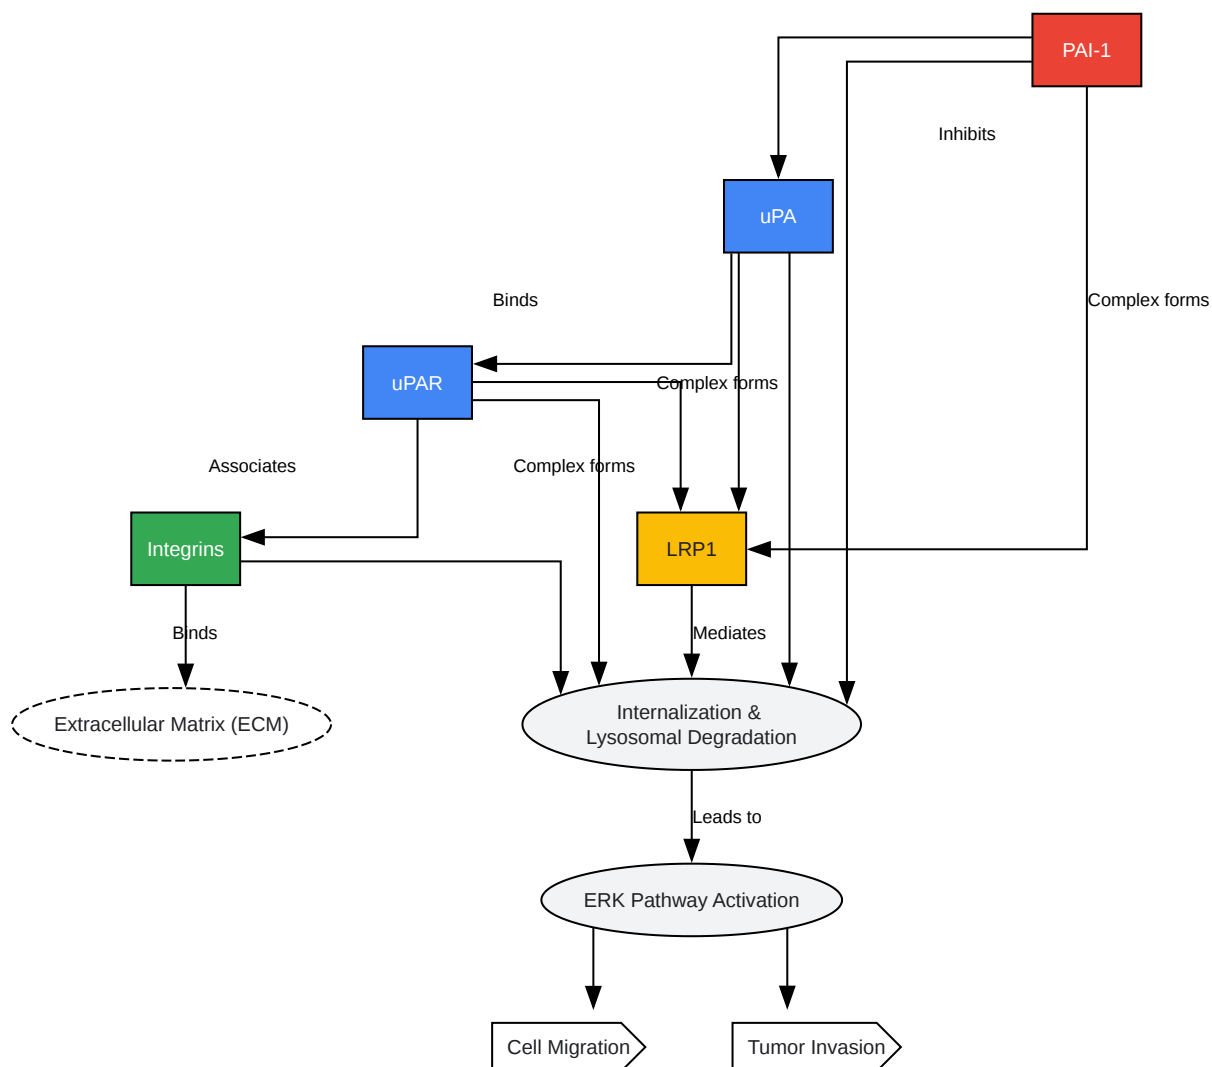 PAI-1
Inhibits
uPA
Binds
Complex forms
uPAR
Complex forms
Associates
Complex forms
Integrins
LRP1
Binds
Mediates
Extracellular Matrix (ECM)
Internalization &
Lysosomal Degradation
Leads to
ERK Pathway Activation
Cell Migration
Tumor Invasion